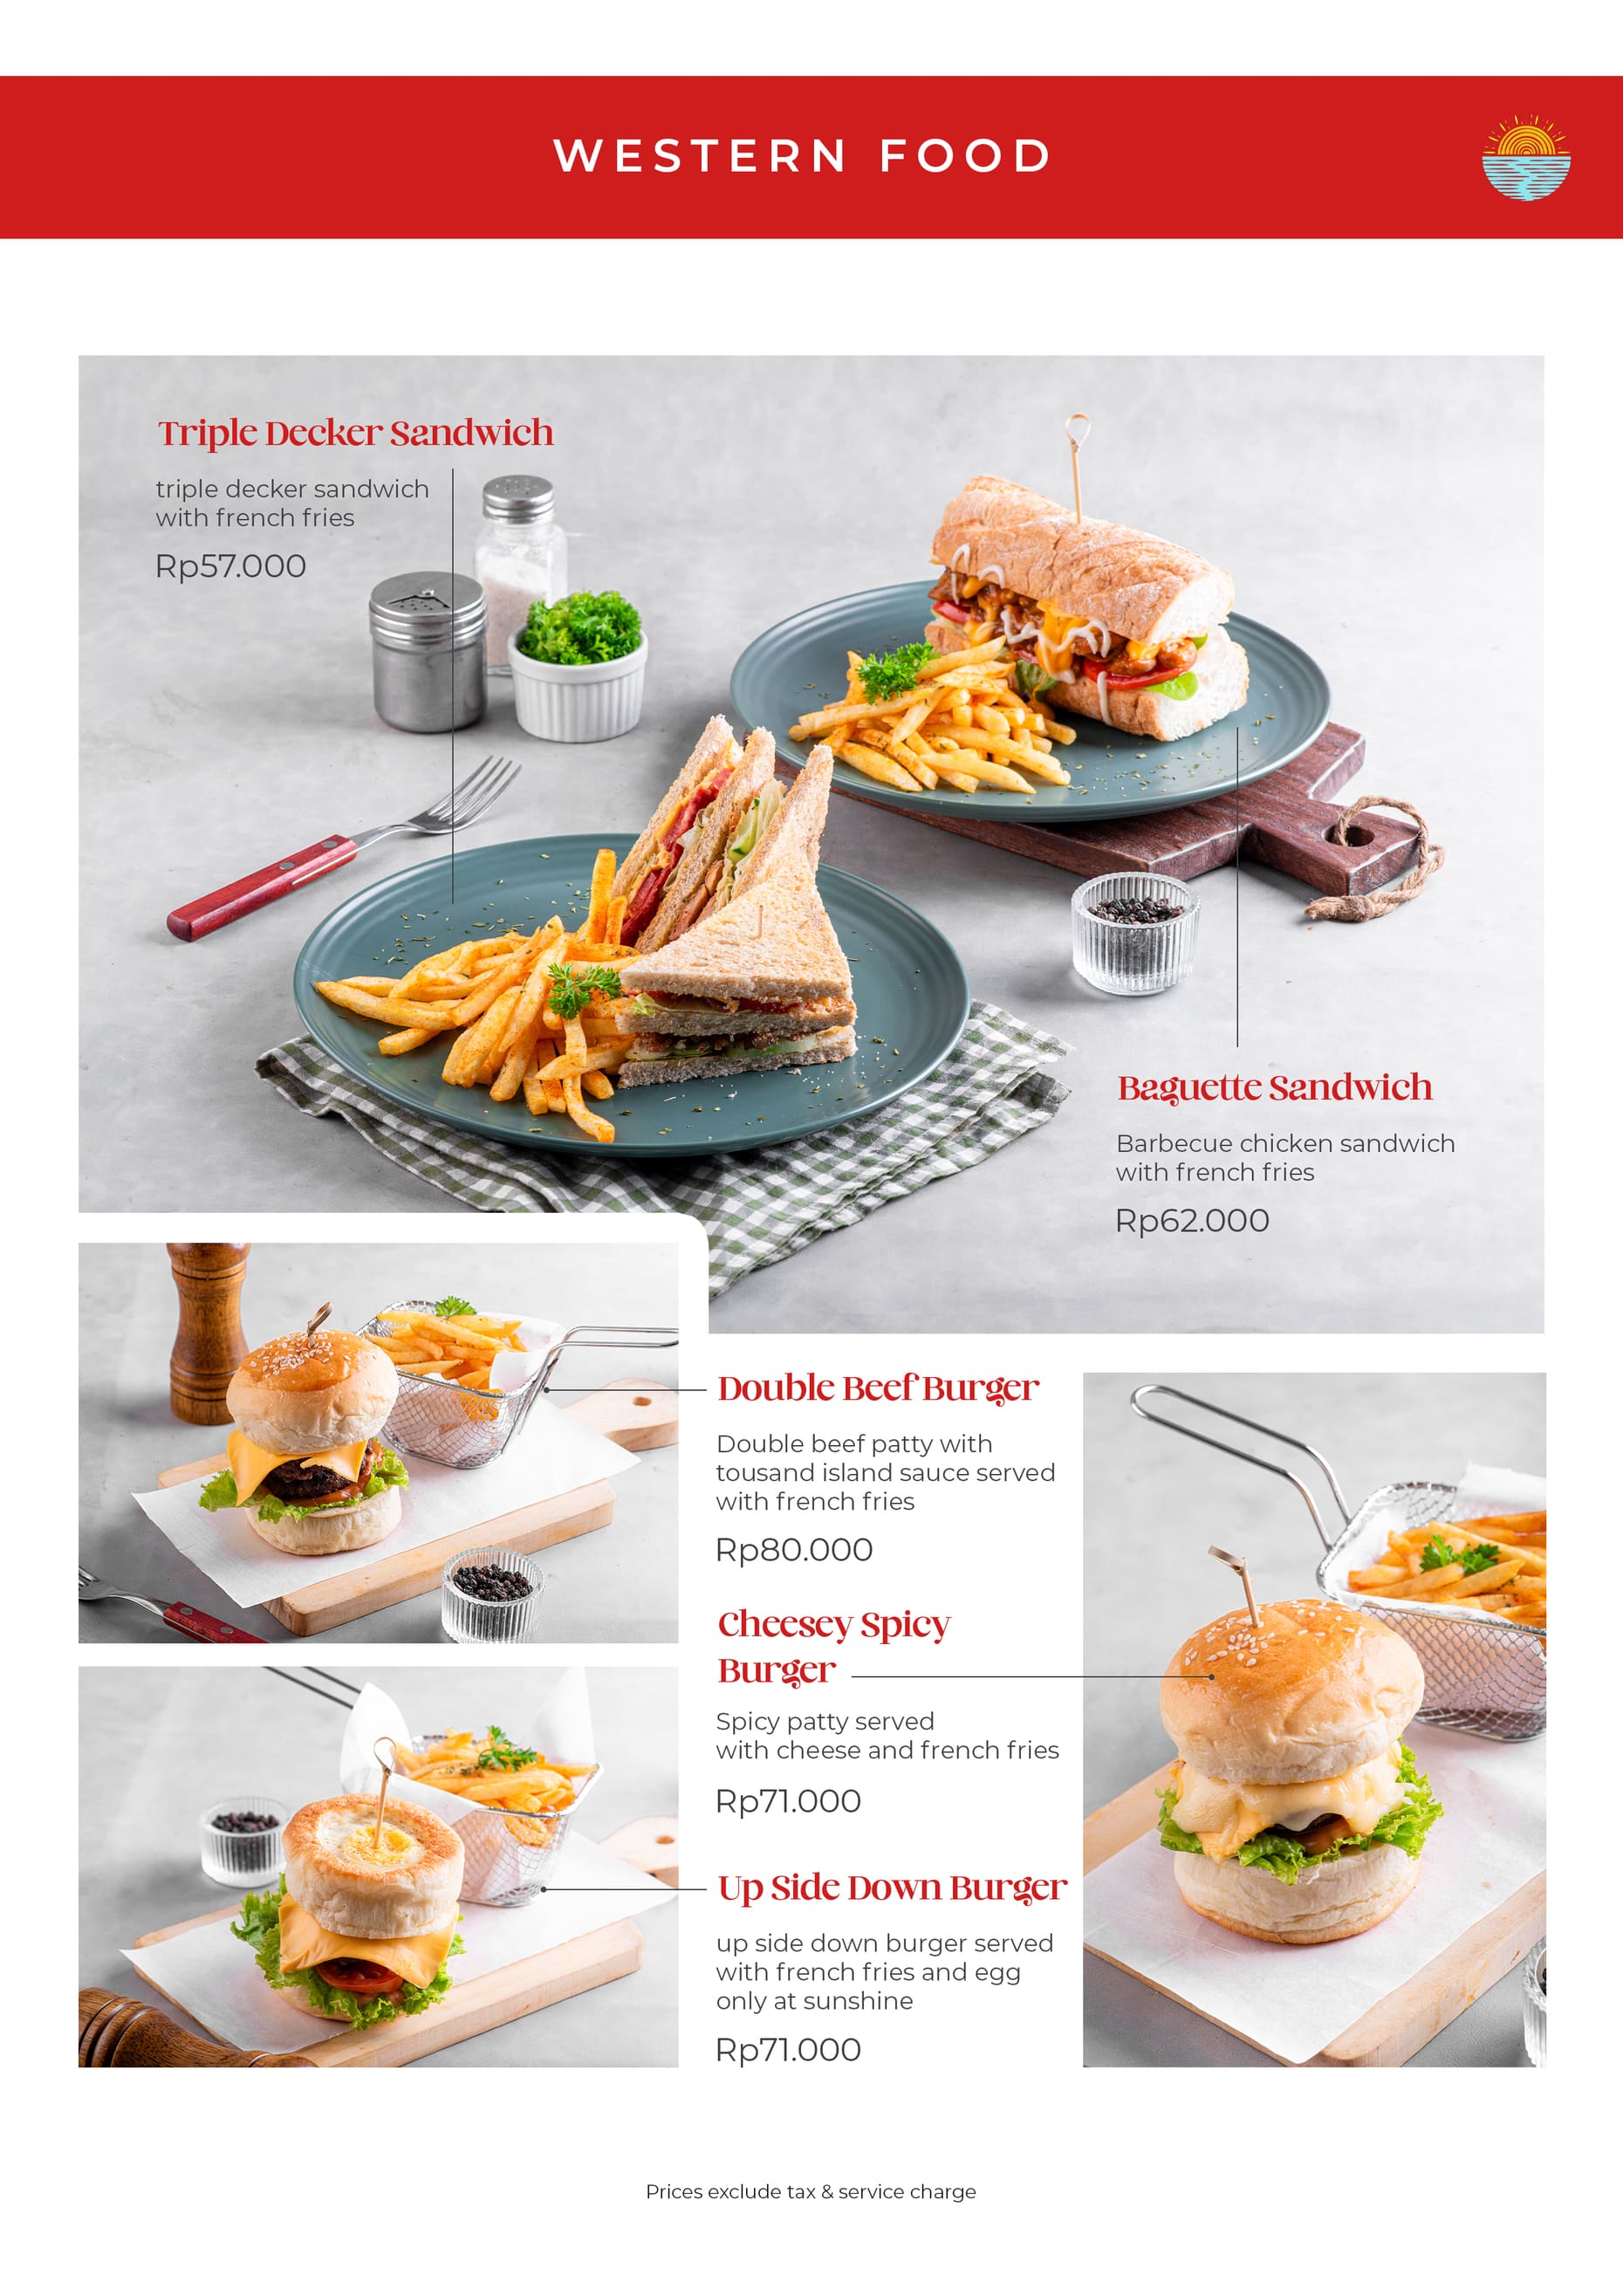 WESTERN FOOD
Triple Decker Sandwich
triple decker sandwich
with french fries
Rp57.000
Baguette Sandwich
Barbecue chicken sandwich
with french fries
Rp62.000
Double Beef Burger
Double beef patty with
tousand island sauce served
with french fries
Rp80.000
Cheesey Spicy
Burger
Spicy patty served
with cheese and french fries
Rp71.000
Up Side Down Burger
up side down burger served
with french fries and egg
only at sunshine
Rp71.000
Prices exclude tax & service charge